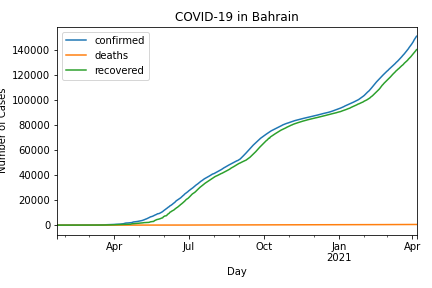 COVID-19 in Bahrain
confirmed
deaths
recovered
140000
120000
100000
80000
60000
40000
20000
0
Number of Cases
Apr
Jul
Oct
Jan
2021
Apr
Day